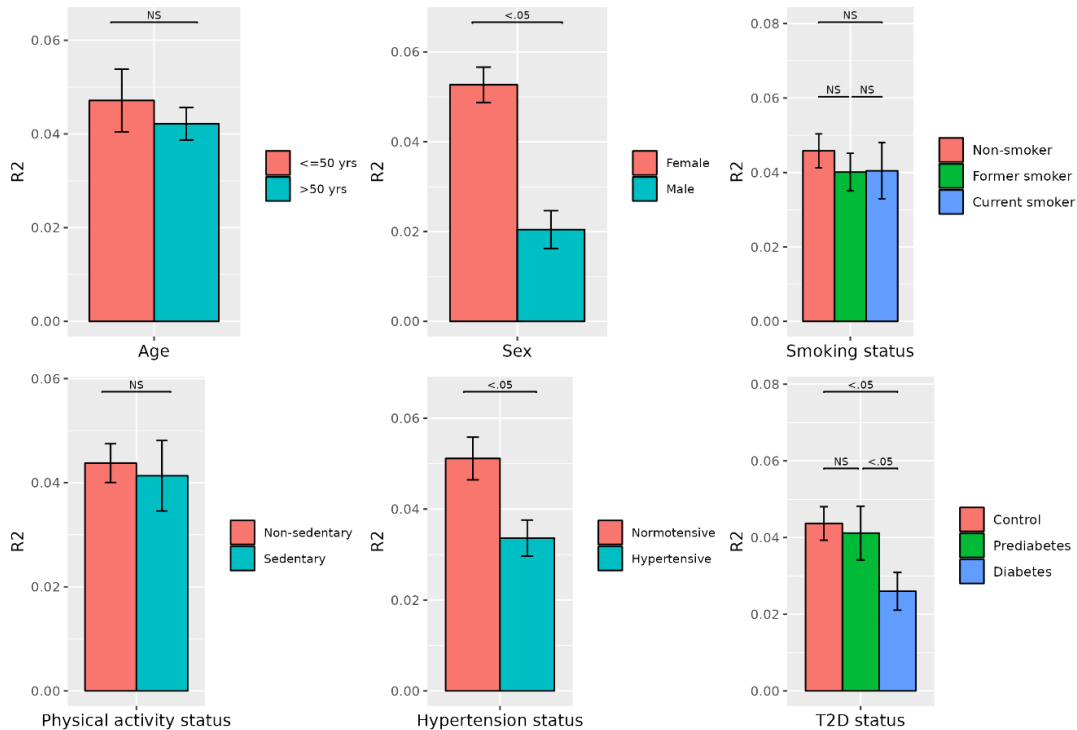 NS
0.06
0.04
0.02
0.00
R2
Age
<=50 yrs
>50 yrs
<.05
0.06
0.04
0.02
0.00
R2
Sex
Female
Male
NS
NS NS
0.08
0.06
0.04
0.02
0.00
R2
Smoking status
Non-smoker
Former smoker
Current smoker
NS
0.06
0.04
0.02
0.00
R2
Physical activity status
Non-sedentary
Sedentary
<.05
0.06
0.04
0.02
0.00
R2
Hypertension status
Normotensive
Hypertensive
<.05
NS <.05
0.08
0.06
0.04
0.02
0.00
R2
T2D status
Control
Prediabetes
Diabetes